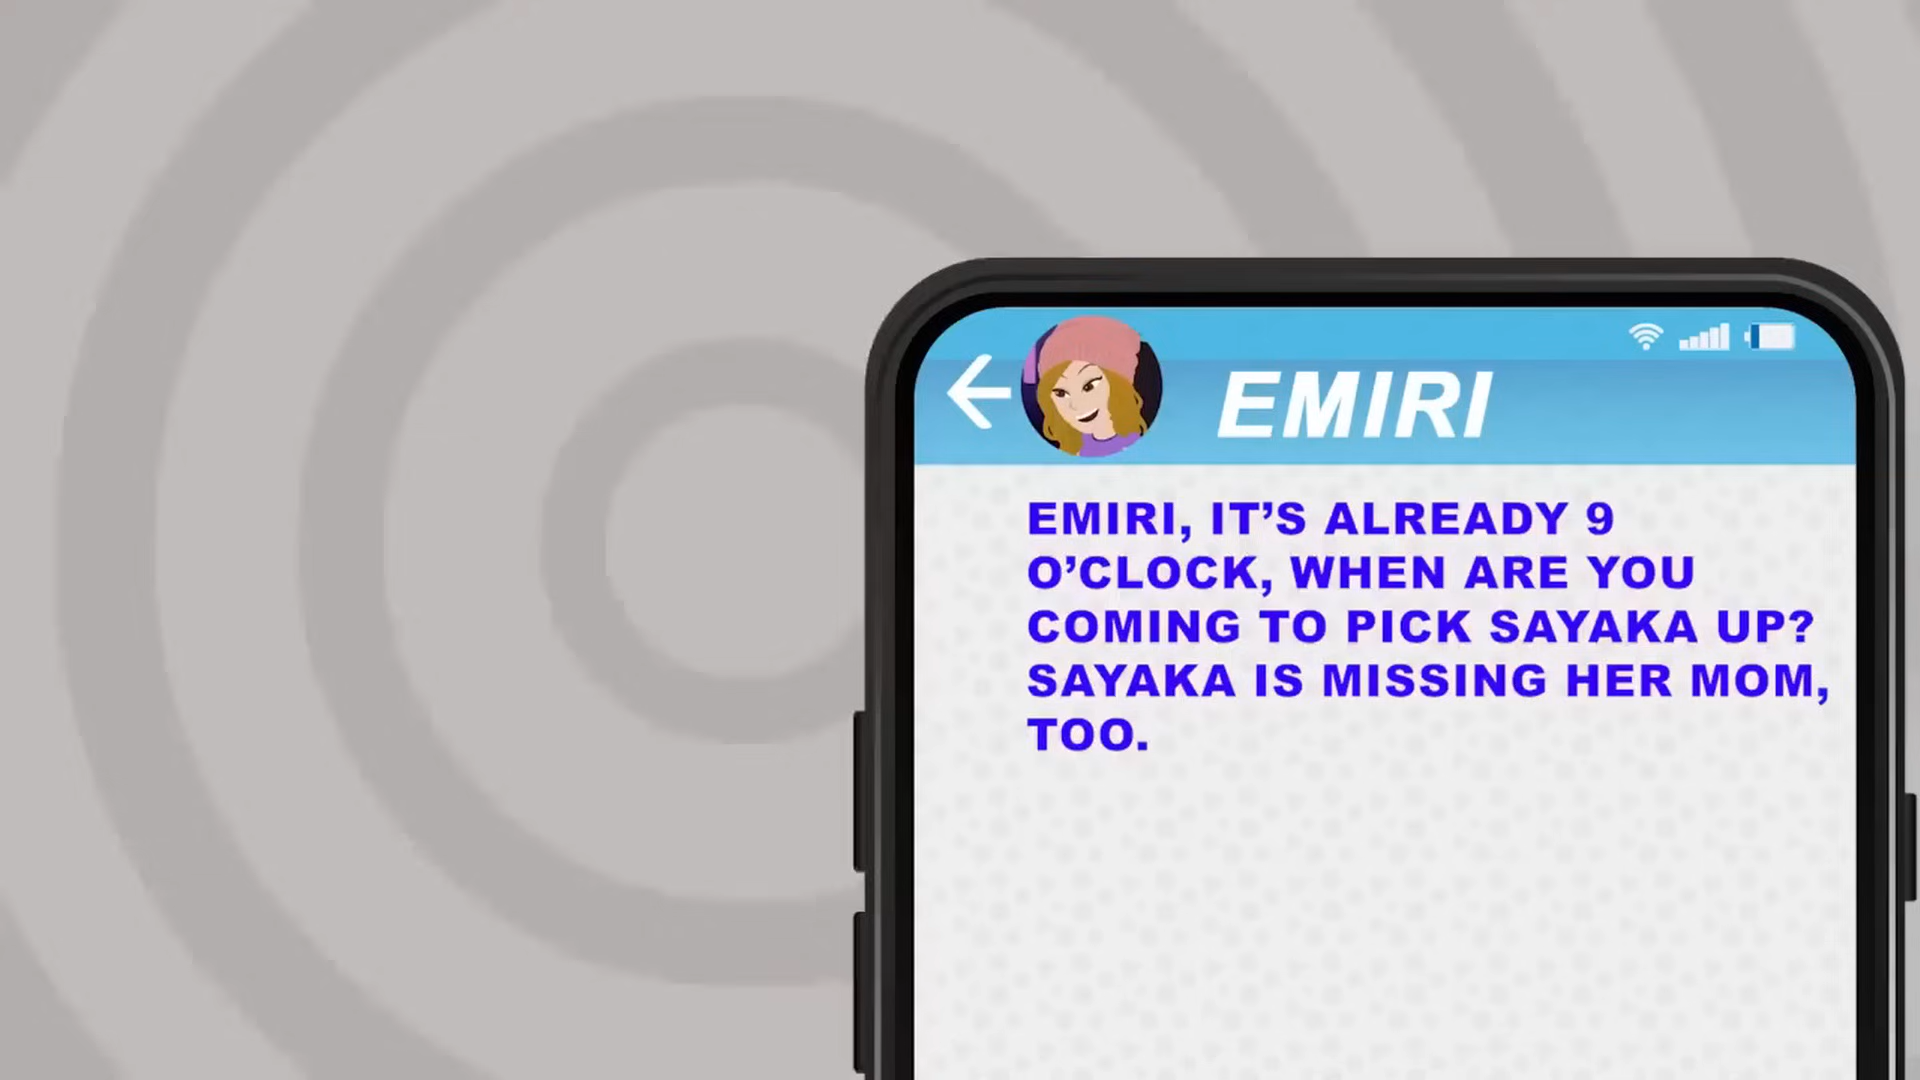 EMIRI
EMIRI, IT’S ALREADY 9
O’CLOCK, WHEN ARE YOU
COMING TO PICK SAYAKA UP?
SAYAKA IS MISSING HER MOM,
TOO.